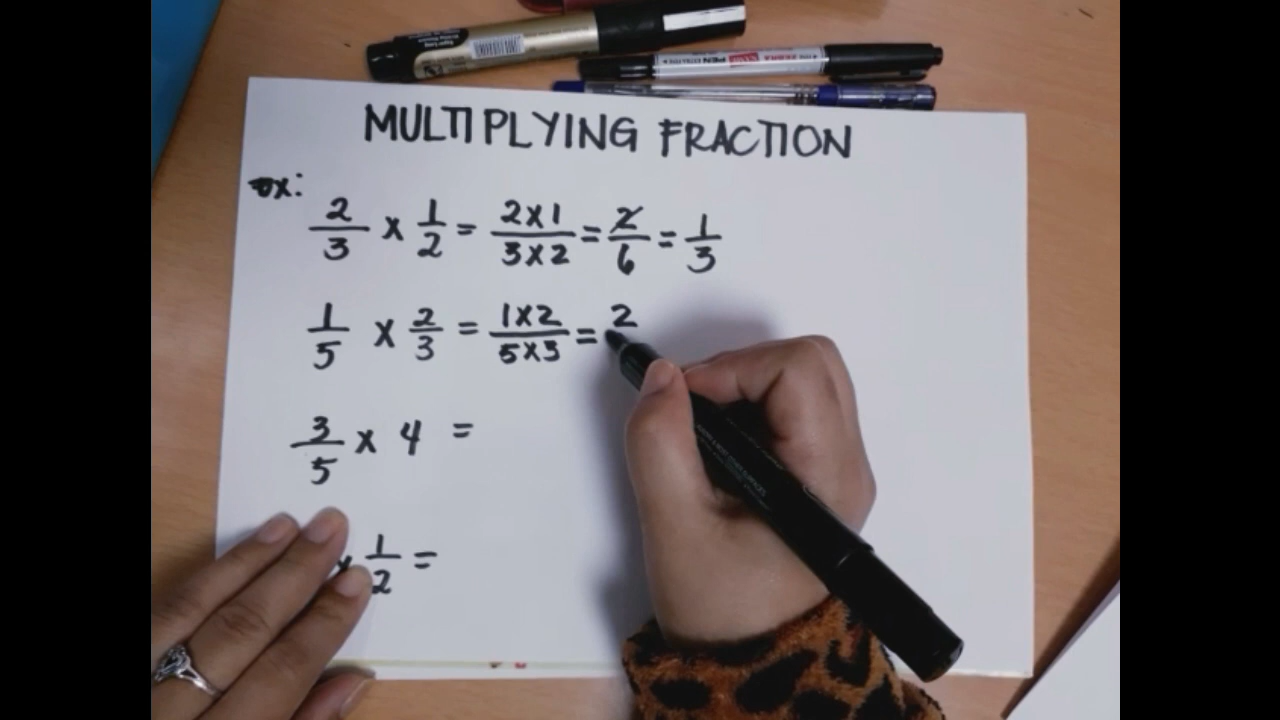 MULTIPLYING FRACTION
ex:
2/3 x 1/2 = 2x1/3x2 = 2/6 = 1/3
1/5 x 2/3 = 1x2/5x3 = 2
3/5 x 4 =
x 1/2 =
PEN